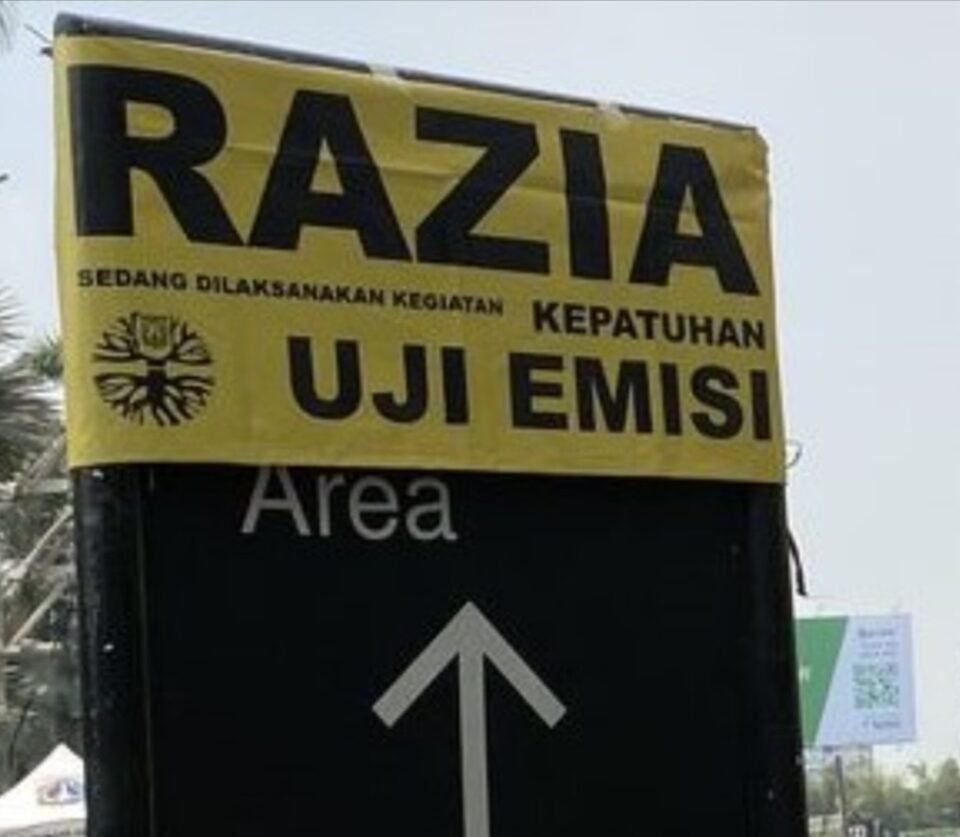 RAZIA
SEDANG DILAKSANAKAN KEGIATAN KEPATUHAN
UJI EMISI
Area